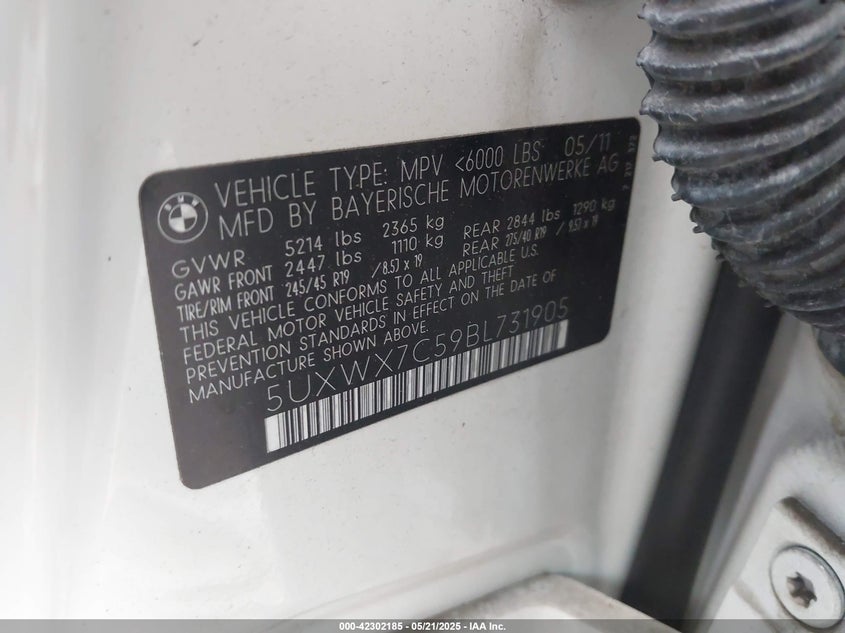 BMW
VEHICLE TYPE: MPV <6000 LBS 05/11
MFD BY BAYERISCHE MOTORENWERKE AG
GVWR 5214 lbs 2365 kg
GAWR FRONT 2447 lbs 1110 kg REAR 2844 lbs 1290 kg
TIRE/RIM FRONT 245/45 R19 /8.5J x 19 REAR 275/40 R19 /9.5J x 19
THIS VEHICLE CONFORMS TO ALL APPLICABLE U.S.
FEDERAL MOTOR VEHICLE SAFETY AND THEFT
PREVENTION STANDARDS IN EFFECT ON THE DATE OF
MANUFACTURE SHOWN ABOVE.
5UXWX7C59BL731905
000-42302185 - 05/21/2025 - IAA Inc.